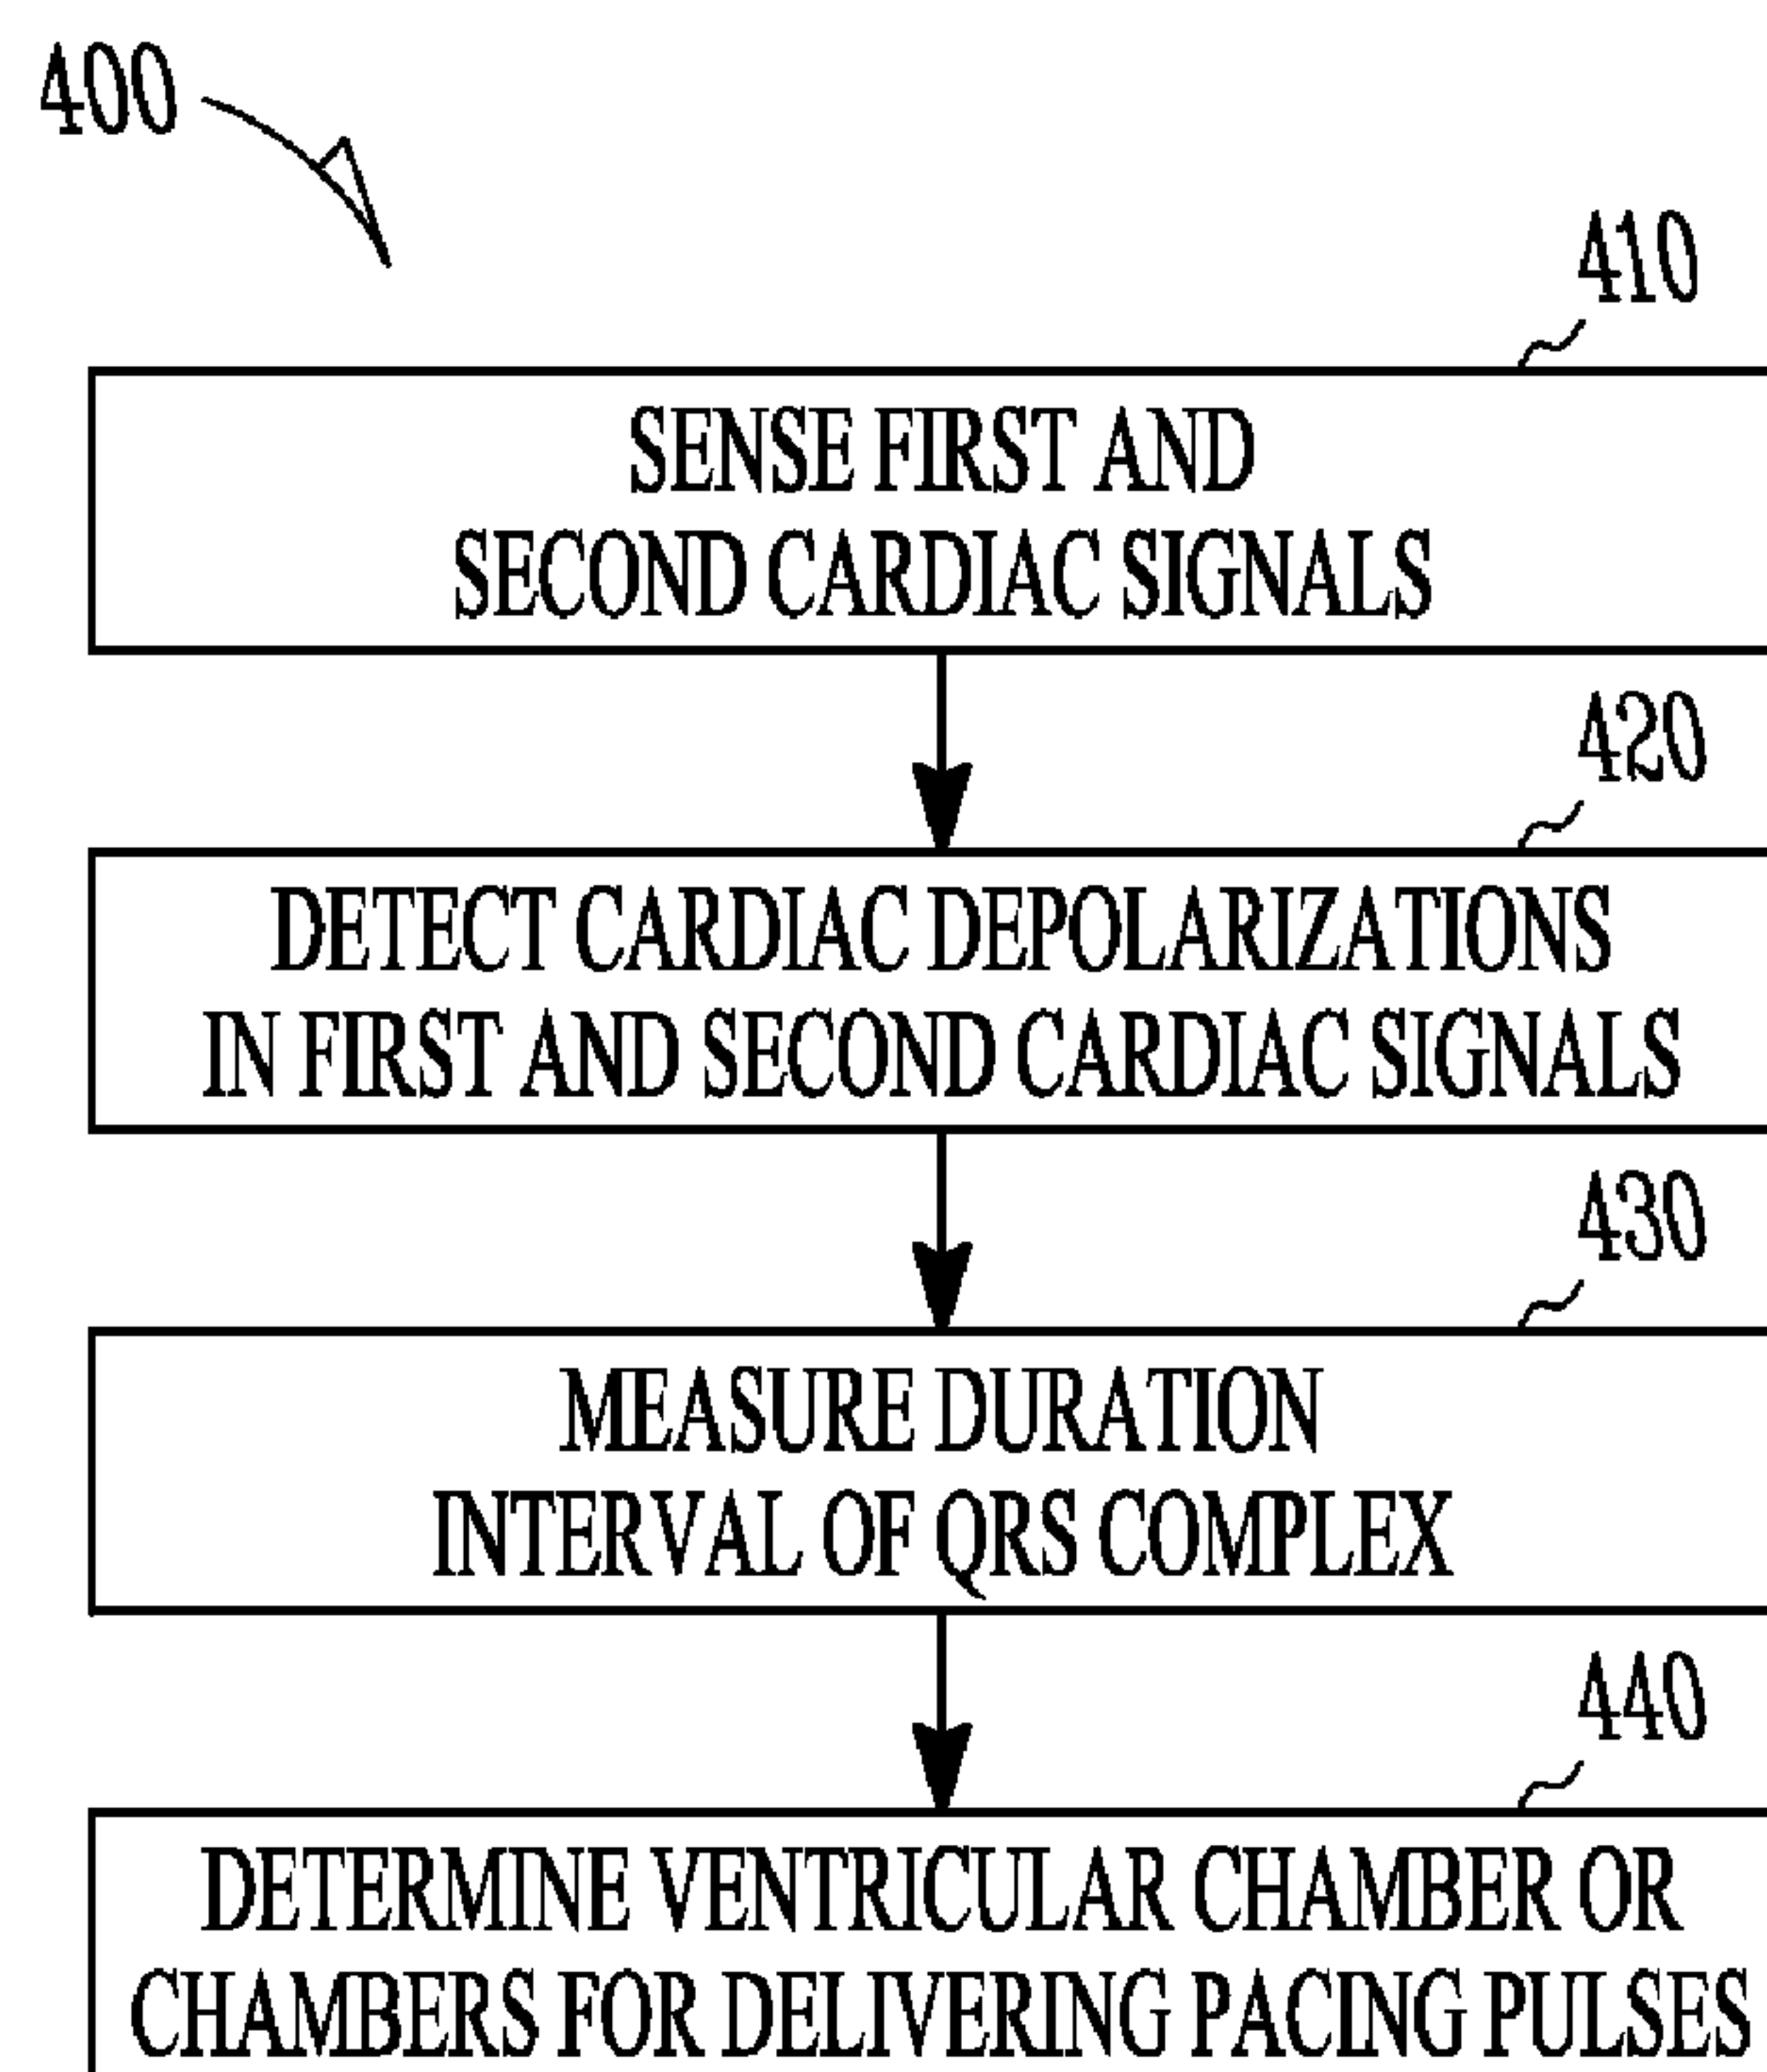 400
410
SENSE FIRST AND
SECOND CARDIAC SIGNALS
420
DETECT CARDIAC DEPOLARIZATIONS
IN FIRST AND SECOND CARDIAC SIGNALS
430
MEASURE DURATION
INTERVAL OF QRS COMPLEX
440
DETERMINE VENTRICULAR CHAMBER OR
CHAMBERS FOR DELIVERING PACING PULSES